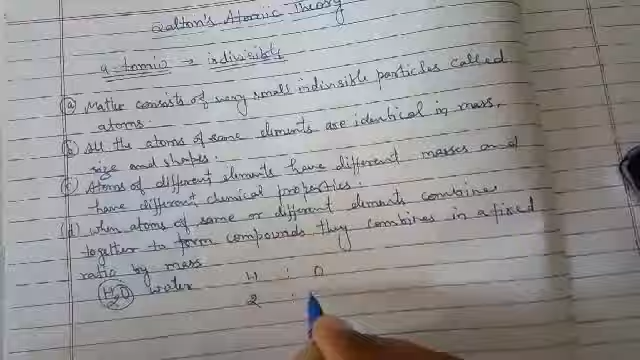 Dalton's Atomic Theory
a-tomio → indivisible
(a) Matter consists of very small indivisible particles called
atoms.
(b) All the atoms of same elements are identical in mass,
size and shapes.
(c) Atoms of different elements have different masses and
have different chemical properties.
(d) when atoms of same or different elements combines
together to form compounds they combines in a fixed
ratio by mass
H2O water H : O
2 :